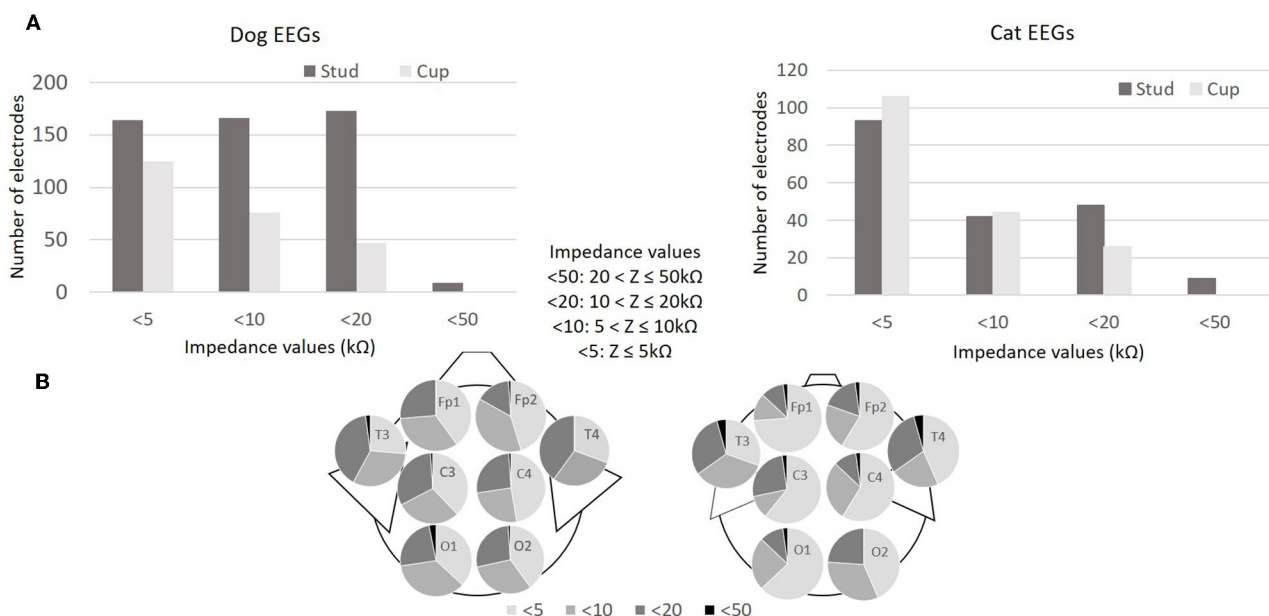 A
Dog EEGs
Stud Cup
Number of electrodes
200
150
100
50
0
<5 <10 <20 <50
Impedance values (kΩ)
Impedance values
<50: 20 < Z ≤ 50kΩ
<20: 10 < Z ≤ 20kΩ
<10: 5 < Z ≤ 10kΩ
<5: Z ≤ 5kΩ
Cat EEGs
Stud Cup
Number of electrodes
120
100
80
60
40
20
0
<5 <10 <20 <50
Impedance values (kΩ)
B
Fp1 Fp2
T3 T4
C3 C4
O1 O2
Fp1 Fp2
T3 T4
C3 C4
O1 O2
<5 <10 <20 <50